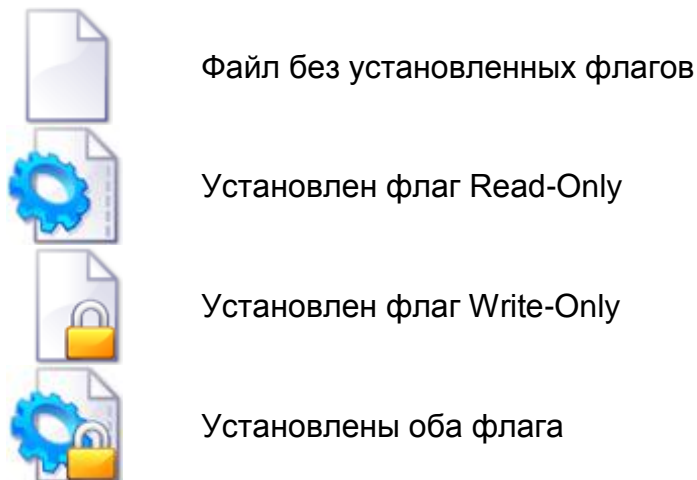 Файл без установленных флагов
Установлен флаг Read-Only
Установлен флаг Write-Only
Установлены оба флага